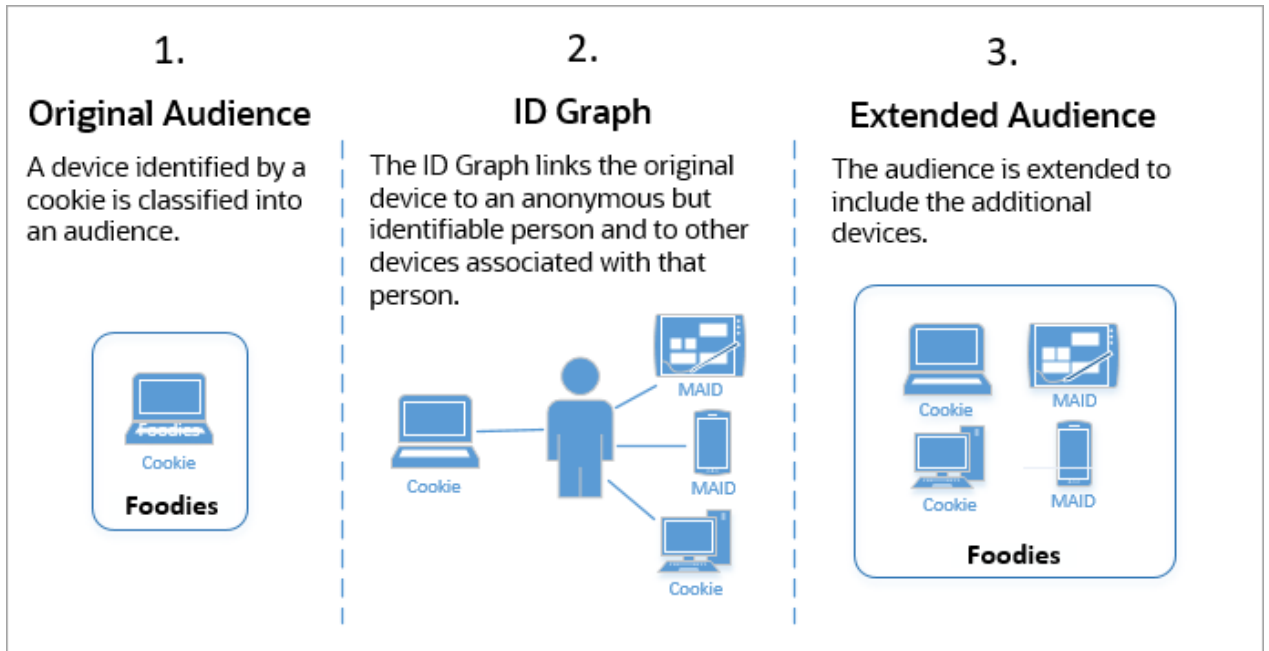 1.
Original Audience
A device identified by a
cookie is classified into
an audience.
Foodies
Cookie
Foodies
2.
ID Graph
The ID Graph links the original
device to an anonymous but
identifiable person and to other
devices associated with that
person.
MAID
Cookie
MAID
Cookie
3.
Extended Audience
The audience is extended to
include the additional
devices.
Cookie
MAID
Cookie
MAID
Foodies